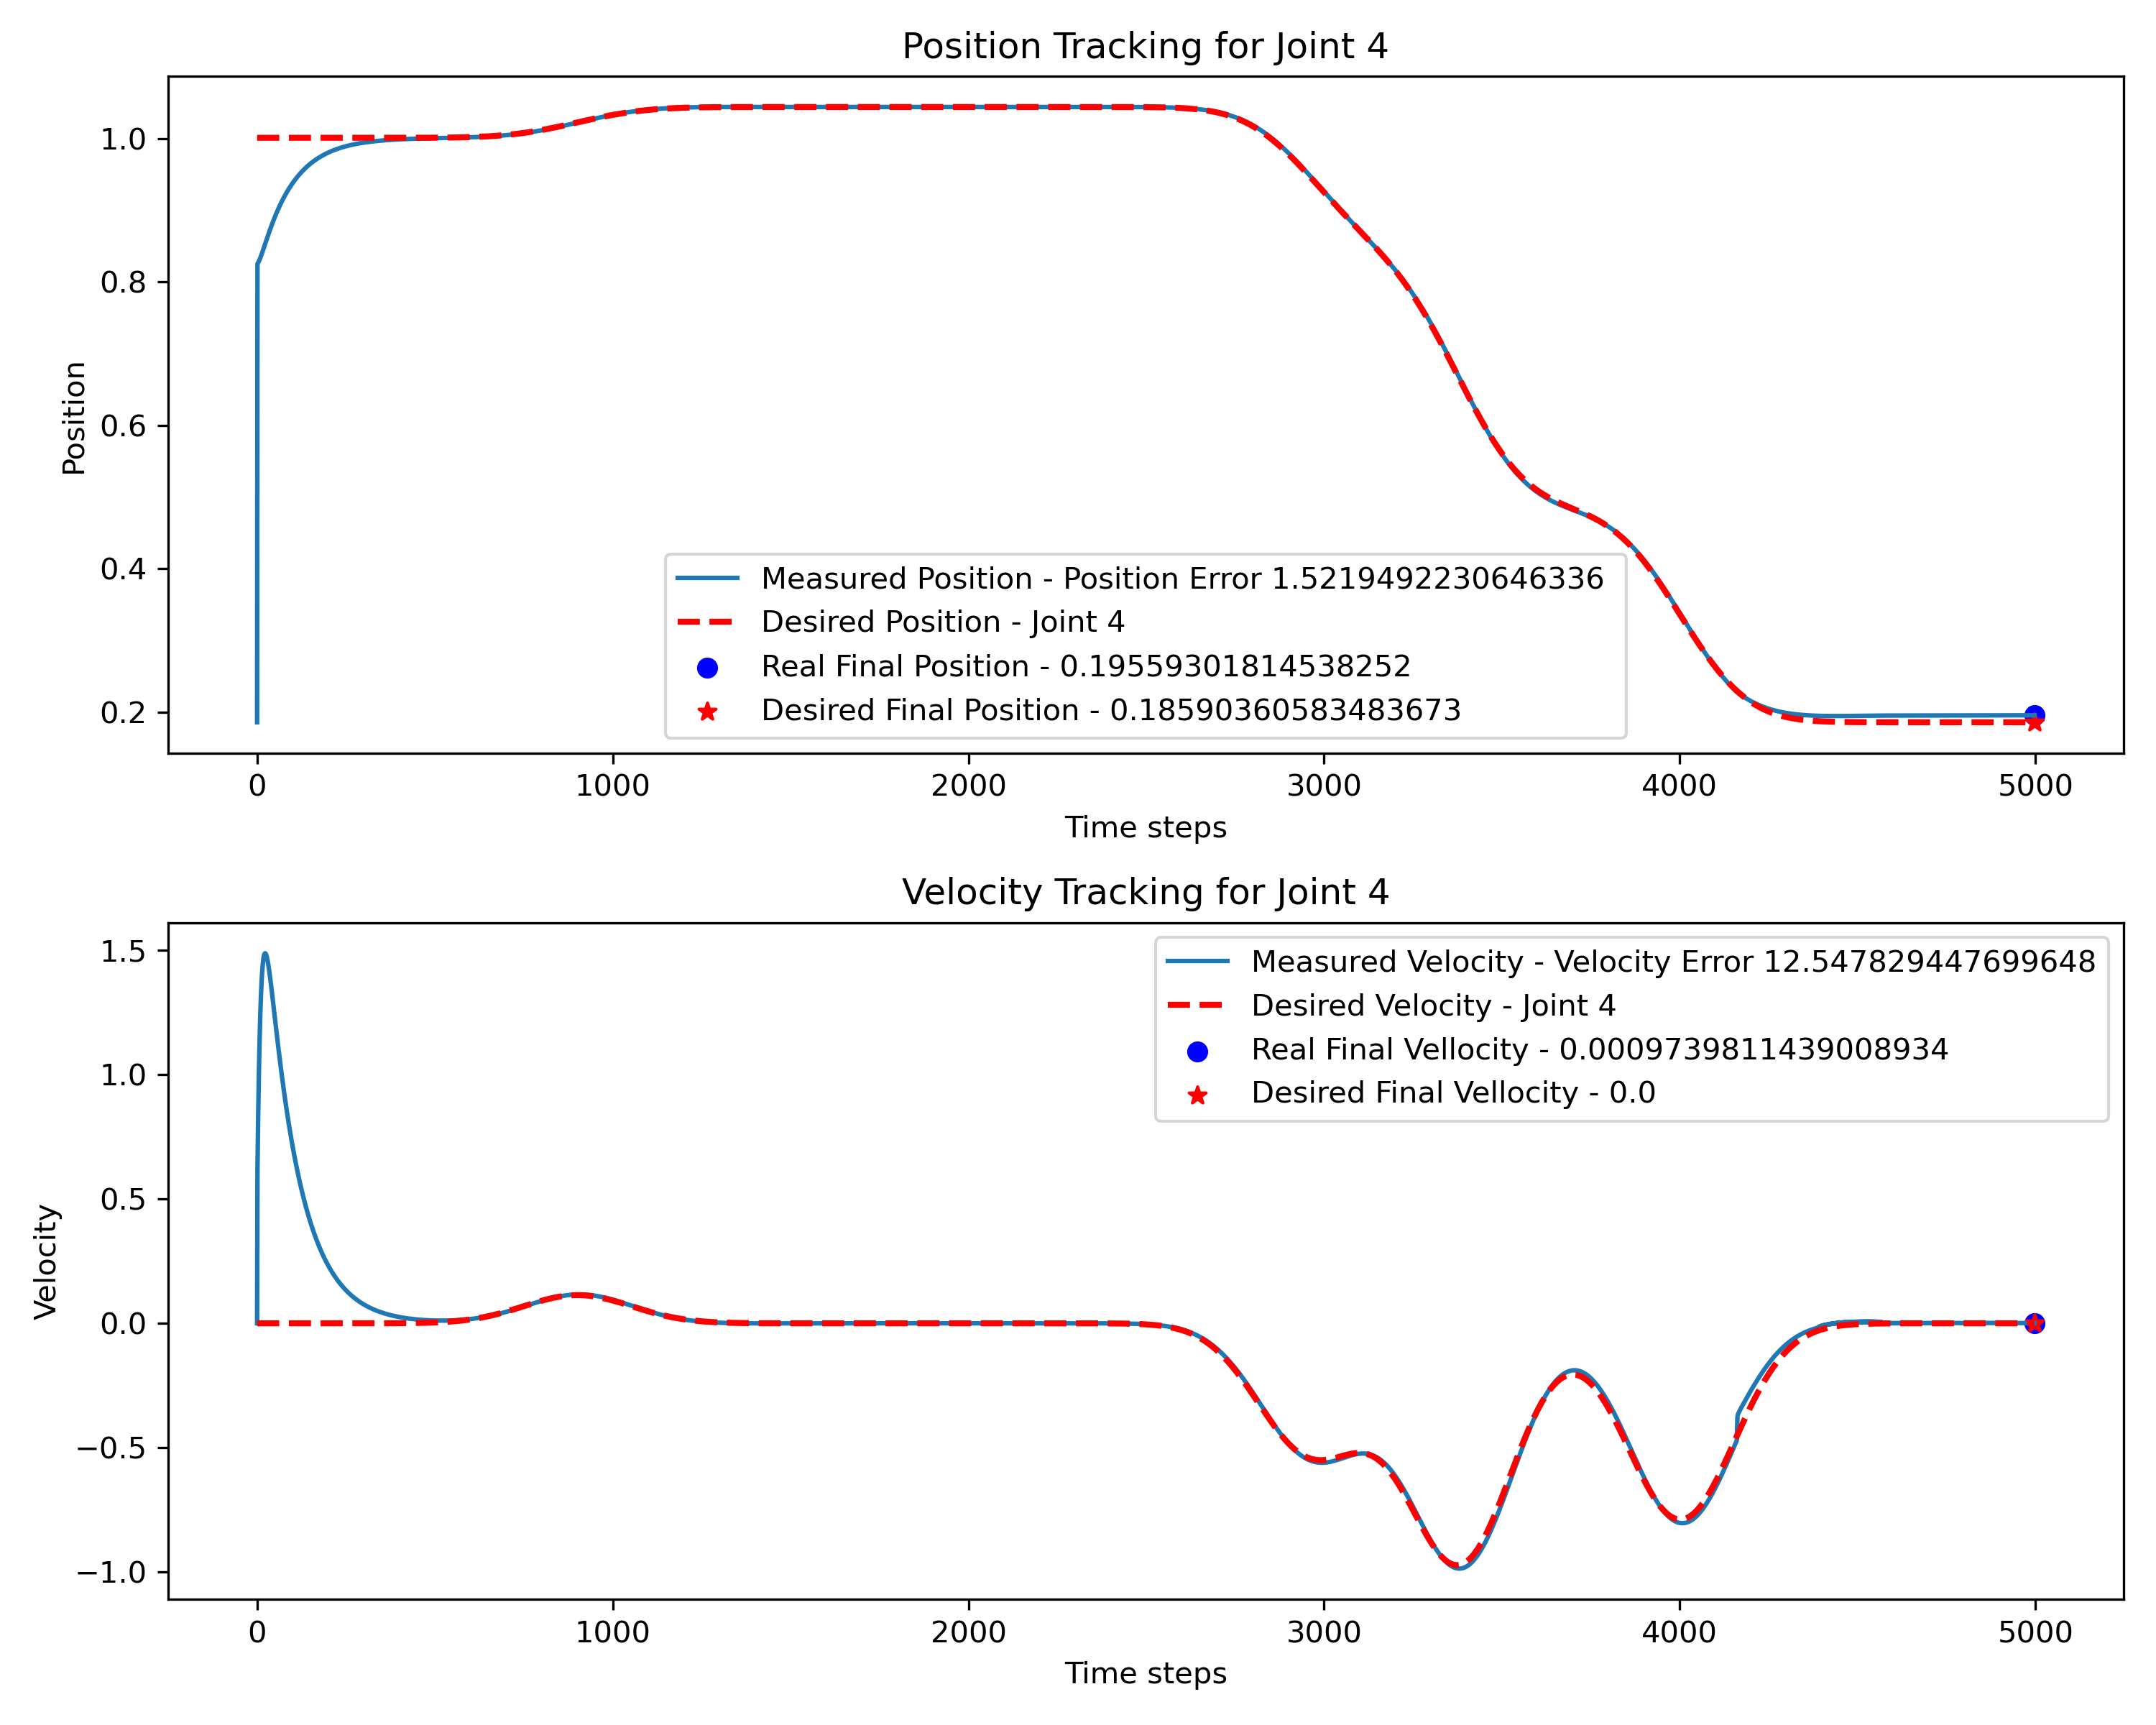 Position Tracking for Joint 4
1.0
0.8
0.6
0.4
0.2
Position
Measured Position - Position Error 1.5219492230646336
Desired Position - Joint 4
Real Final Position - 0.19559301814538252
Desired Final Position - 0.18590360583483673
0 1000 2000 3000 4000 5000
Time steps
Velocity Tracking for Joint 4
1.5
1.0
0.5
0.0
−0.5
−1.0
Velocity
Measured Velocity - Velocity Error 12.547829447699648
Desired Velocity - Joint 4
Real Final Vellocity - 0.0009739811439008934
Desired Final Vellocity - 0.0
0 1000 2000 3000 4000 5000
Time steps